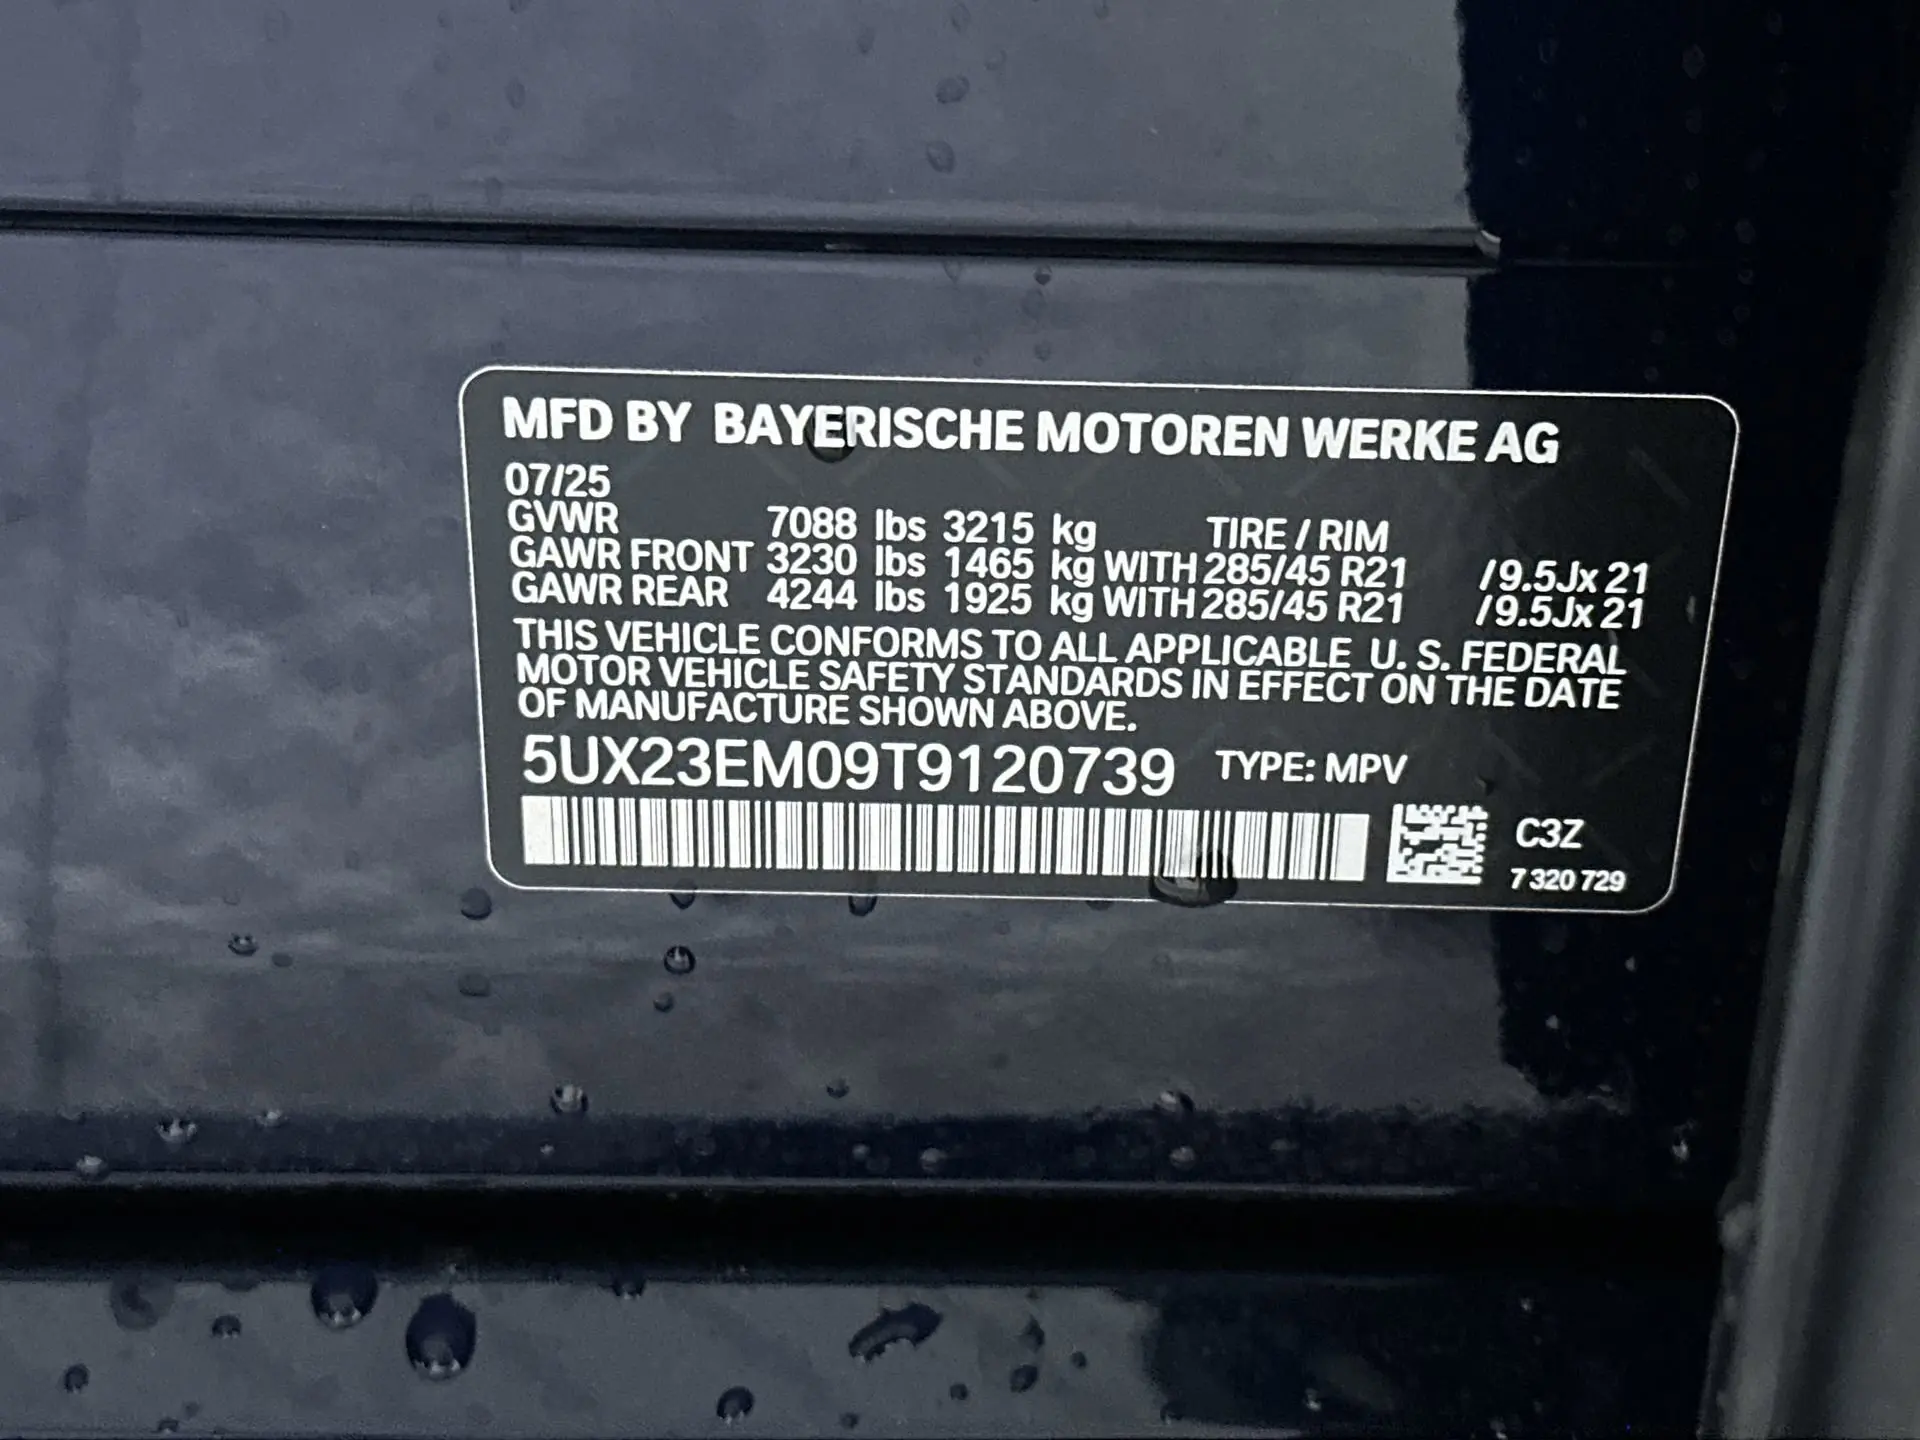 MFD BY BAYERISCHE MOTOREN WERKE AG
07/25
GVWR 7088 lbs 3215 kg TIRE / RIM
GAWR FRONT 3230 lbs 1465 kg WITH 285/45 R21 /9.5Jx 21
GAWR REAR 4244 lbs 1925 kg WITH 285/45 R21 /9.5Jx 21
THIS VEHICLE CONFORMS TO ALL APPLICABLE U. S. FEDERAL
MOTOR VEHICLE SAFETY STANDARDS IN EFFECT ON THE DATE
OF MANUFACTURE SHOWN ABOVE.
5UX23EM09T9120739 TYPE: MPV
C3Z
7 320 729